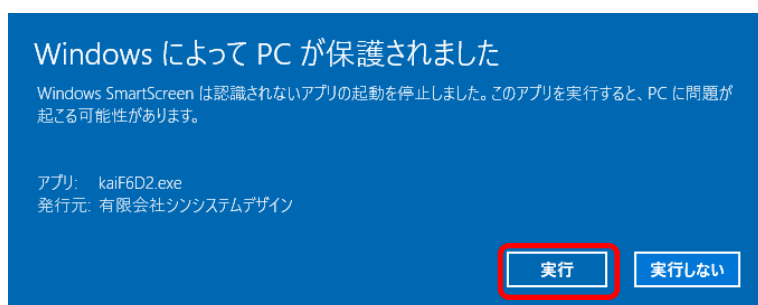 Windows によって PC が保護されました
Windows SmartScreen は認識されないアプリの起動を停止しました。このアプリを実行すると、PC に問題が
起こる可能性があります。
アプリ: kaiF6D2.exe
発行元: 有限会社シンシステムデザイン
実行 実行しない